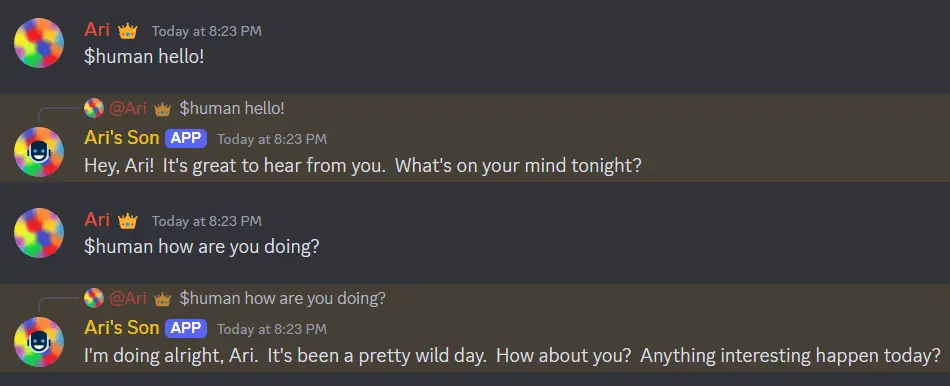 Ari Today at 8:23 PM
$human hello!
@Ari $human hello!
Ari's Son APP Today at 8:23 PM
Hey, Ari!  It's great to hear from you.  What's on your mind tonight?
Ari Today at 8:23 PM
$human how are you doing?
@Ari $human how are you doing?
Ari's Son APP Today at 8:23 PM
I'm doing alright, Ari.  It's been a pretty wild day.  How about you?  Anything interesting happen today?